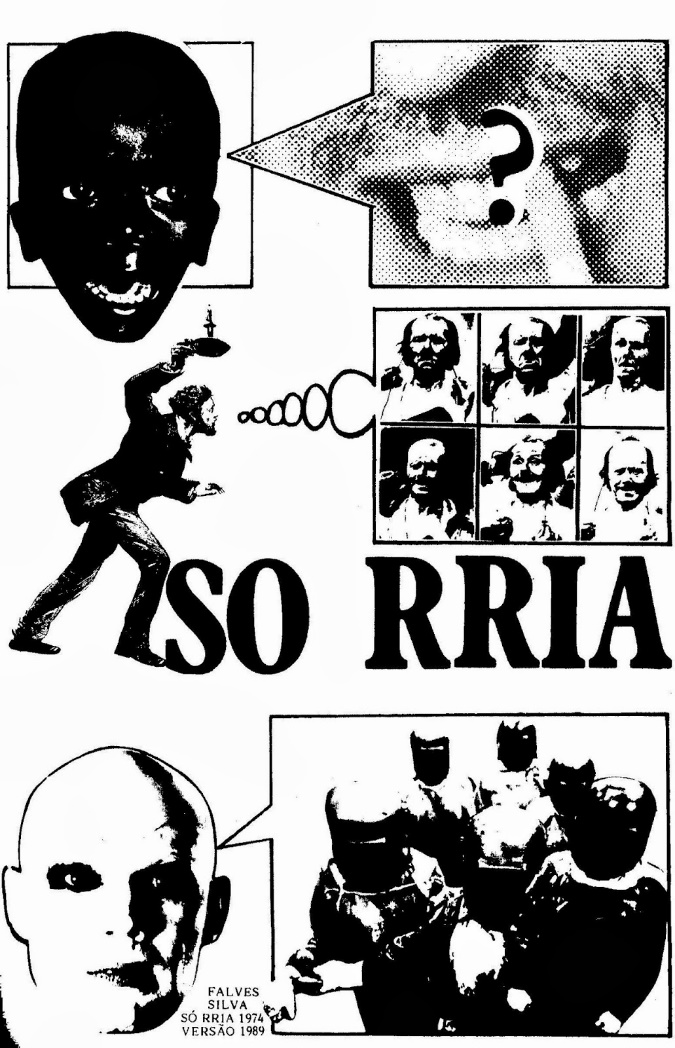 ?
SO RRIA
FALVES
SILVA
SÓ RRIA 1974
VERSÃO 1989